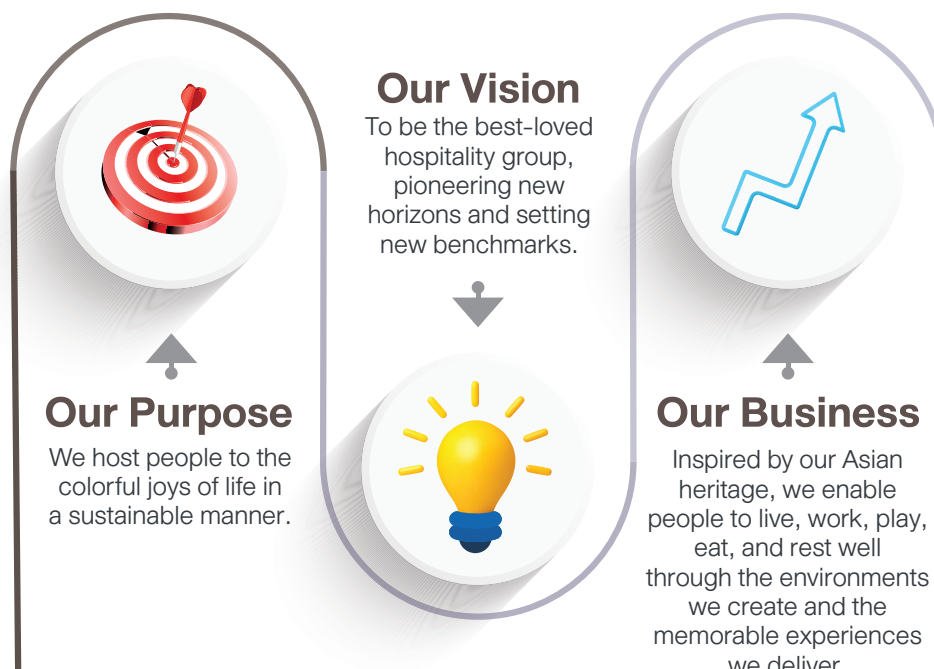 Our Purpose
We host people to the
colorful joys of life in
a sustainable manner.
Our Vision
To be the best-loved
hospitality group,
pioneering new
horizons and setting
new benchmarks.
Our Business
Inspired by our Asian
heritage, we enable
people to live, work, play,
eat, and rest well
through the environments
we create and the
memorable experiences
we deliver